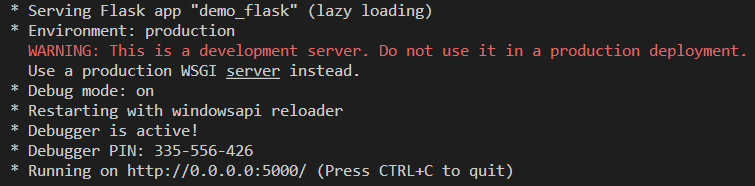 * Serving Flask app "demo_flask" (lazy loading)
* Environment: production
WARNING: This is a development server. Do not use it in a production deployment.
Use a production WSGI server instead.
* Debug mode: on
* Restarting with windowsapi reloader
* Debugger is active!
* Debugger PIN: 335-556-426
* Running on http://0.0.0.0:5000/ (Press CTRL+C to quit)